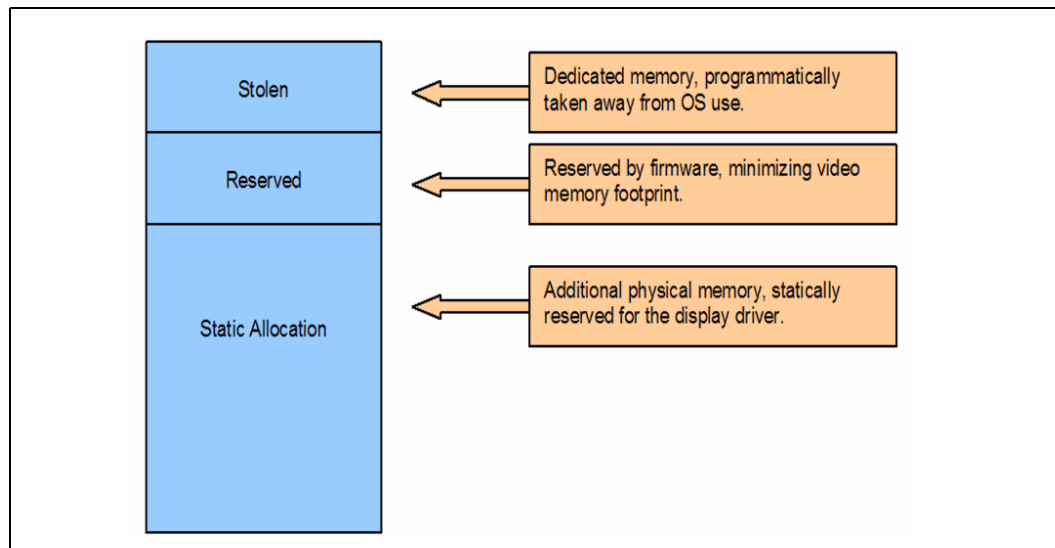 Stolen
Dedicated memory, programmatically
taken away from OS use.
Reserved
Reserved by firmware, minimizing video
memory footprint.
Static Allocation
Additional physical memory, statically
reserved for the display driver.